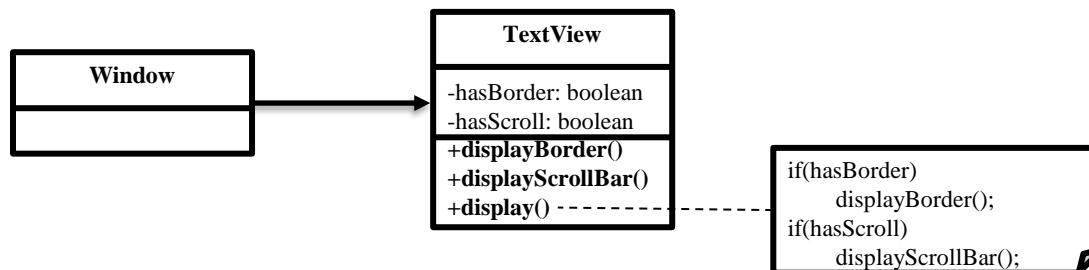 Window
TextView
-hasBorder: boolean
-hasScroll: boolean
+displayBorder()
+displayScrollBar()
+display()
if(hasBorder)
displayBorder();
if(hasScroll)
displayScrollBar();